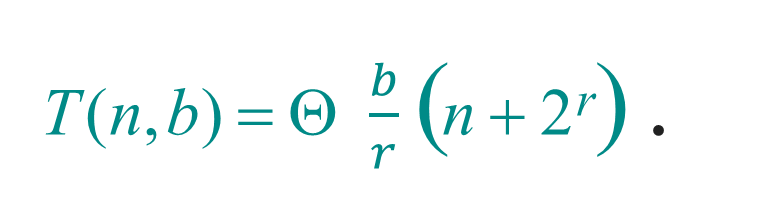 T(n,b) = Θ b/r (n + 2^r) .